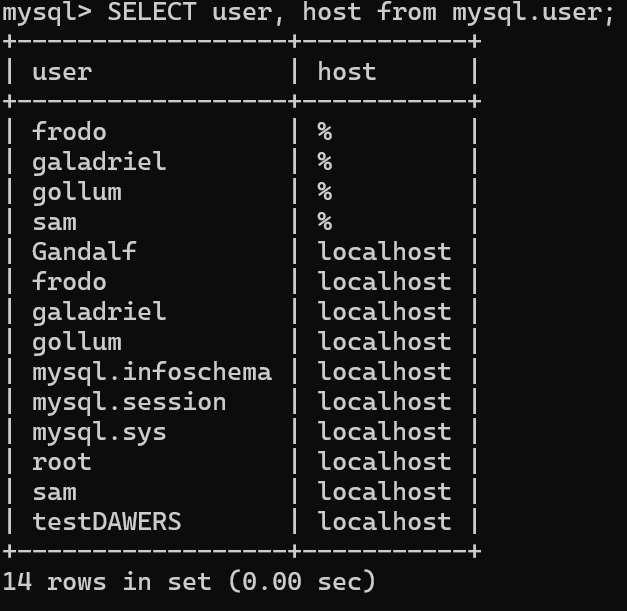 mysql> SELECT user, host from mysql.user;
+------------------+-----------+
| user             | host      |
+------------------+-----------+
| frodo            | %         |
| galadriel        | %         |
| gollum           | %         |
| sam              | %         |
| Gandalf          | localhost |
| frodo            | localhost |
| galadriel        | localhost |
| gollum           | localhost |
| mysql.infoschema | localhost |
| mysql.session    | localhost |
| mysql.sys        | localhost |
| root             | localhost |
| sam              | localhost |
| testDAWERS       | localhost |
+------------------+-----------+
14 rows in set (0.00 sec)